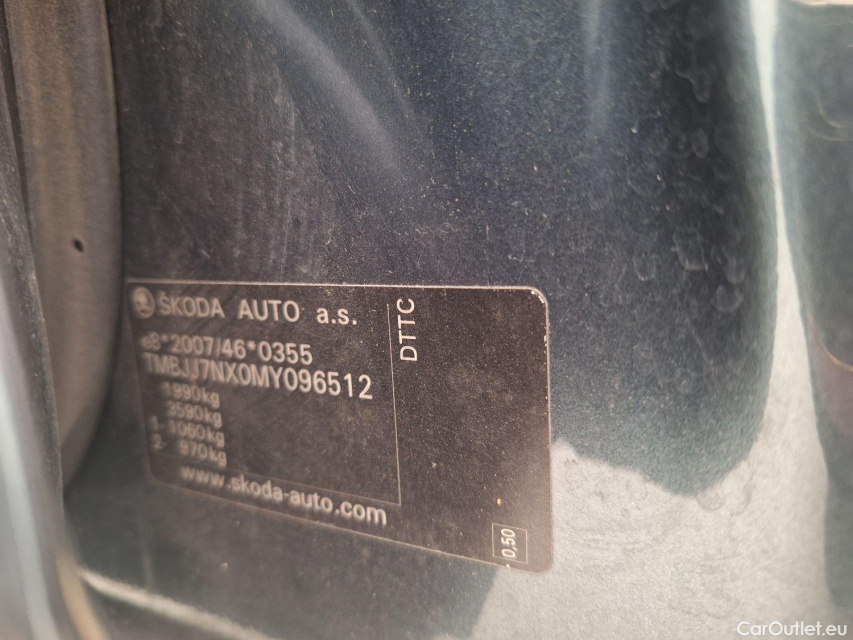 ŠKODA AUTO a.s.
e8*2007/46*0355
TMBJJ7NX0MY096512
1990kg
3590kg
1- 1060kg
2- 970kg
www.skoda-auto.com
DTTC
0.50
CarOutlet.eu